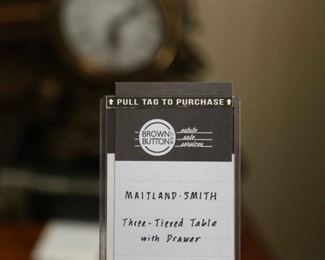 ↑ PULL TAG TO PURCHASE ↑
BROWN
BUTTON
estate
sale
services
MAITLAND-SMITH
Three-Tiered Table
with Drawer